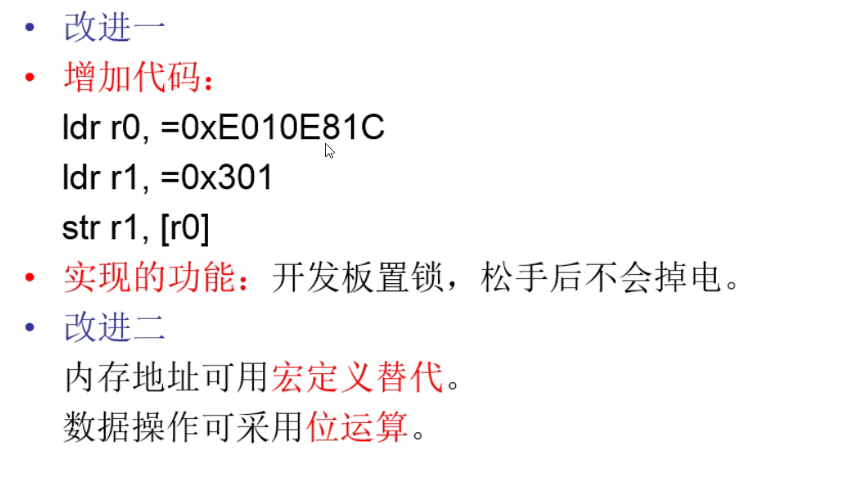 改进一
增加代码：
ldr r0, =0xE010E81C
ldr r1, =0x301
str r1, [r0]
实现的功能：开发板置锁，松手后不会掉电。
改进二
内存地址可用宏定义替代。
数据操作可采用位运算。